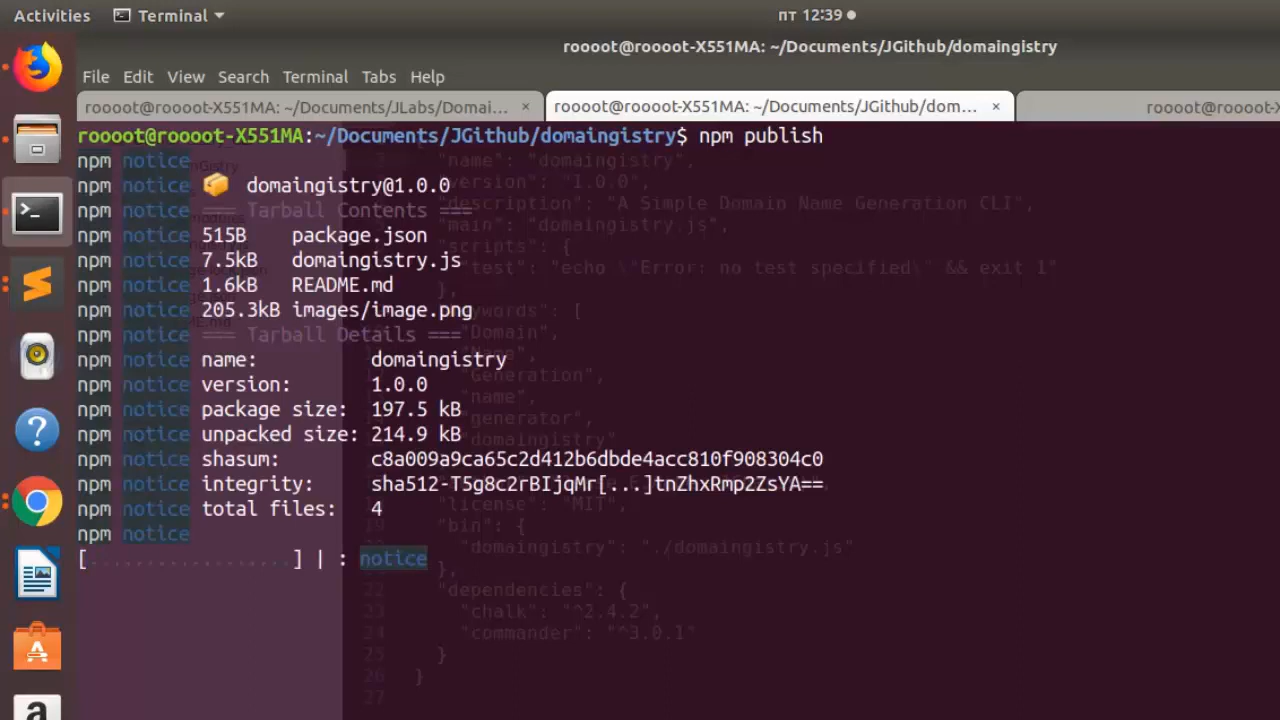 Activities Terminal пт 12:39
roooot@roooot-X551MA: ~/Documents/JGithub/domaingistry
File Edit View Search Terminal Tabs Help
roooot@roooot-X551MA: ~/Documents/JLabs/Domai... × roooot@roooot-X551MA: ~/Documents/JGithub/dom... × roooot@roooot-X
roooot@roooot-X551MA:~/Documents/JGithub/domaingistry$ npm publish
npm notice
npm notice 📦 domaingistry@1.0.0
npm notice === Tarball Contents ===
npm notice 515B package.json
npm notice 7.5kB domaingistry.js
npm notice 1.6kB README.md
npm notice 205.3kB images/image.png
npm notice === Tarball Details ===
npm notice name: domaingistry
npm notice version: 1.0.0
npm notice package size: 197.5 kB
npm notice unpacked size: 214.9 kB
npm notice shasum: c8a009a9ca65c2d412b6dbde4acc810f908304c0
npm notice integrity: sha512-T5g8c2rBIjqMr[...]tnZhxRmp2ZsYA==
npm notice total files: 4
npm notice
[..................] | : notice
"name": "domaingistry",
"version": "1.0.0",
"description": "A Simple Domain Name Generation CLI",
"main": "domaingistry.js",
"scripts": {
"test": "echo \"Error: no test specified\" && exit 1"
},
"keywords": [
"Domain",
"Name",
"Generation",
"name",
"generator",
"domaingistry"
"license": "MIT",
"bin": {
"domaingistry": "./domaingistry.js"
},
22 "dependencies": {
23 "chalk": "^2.4.2",
24 "commander": "^3.0.1"
25 }
26 }
27